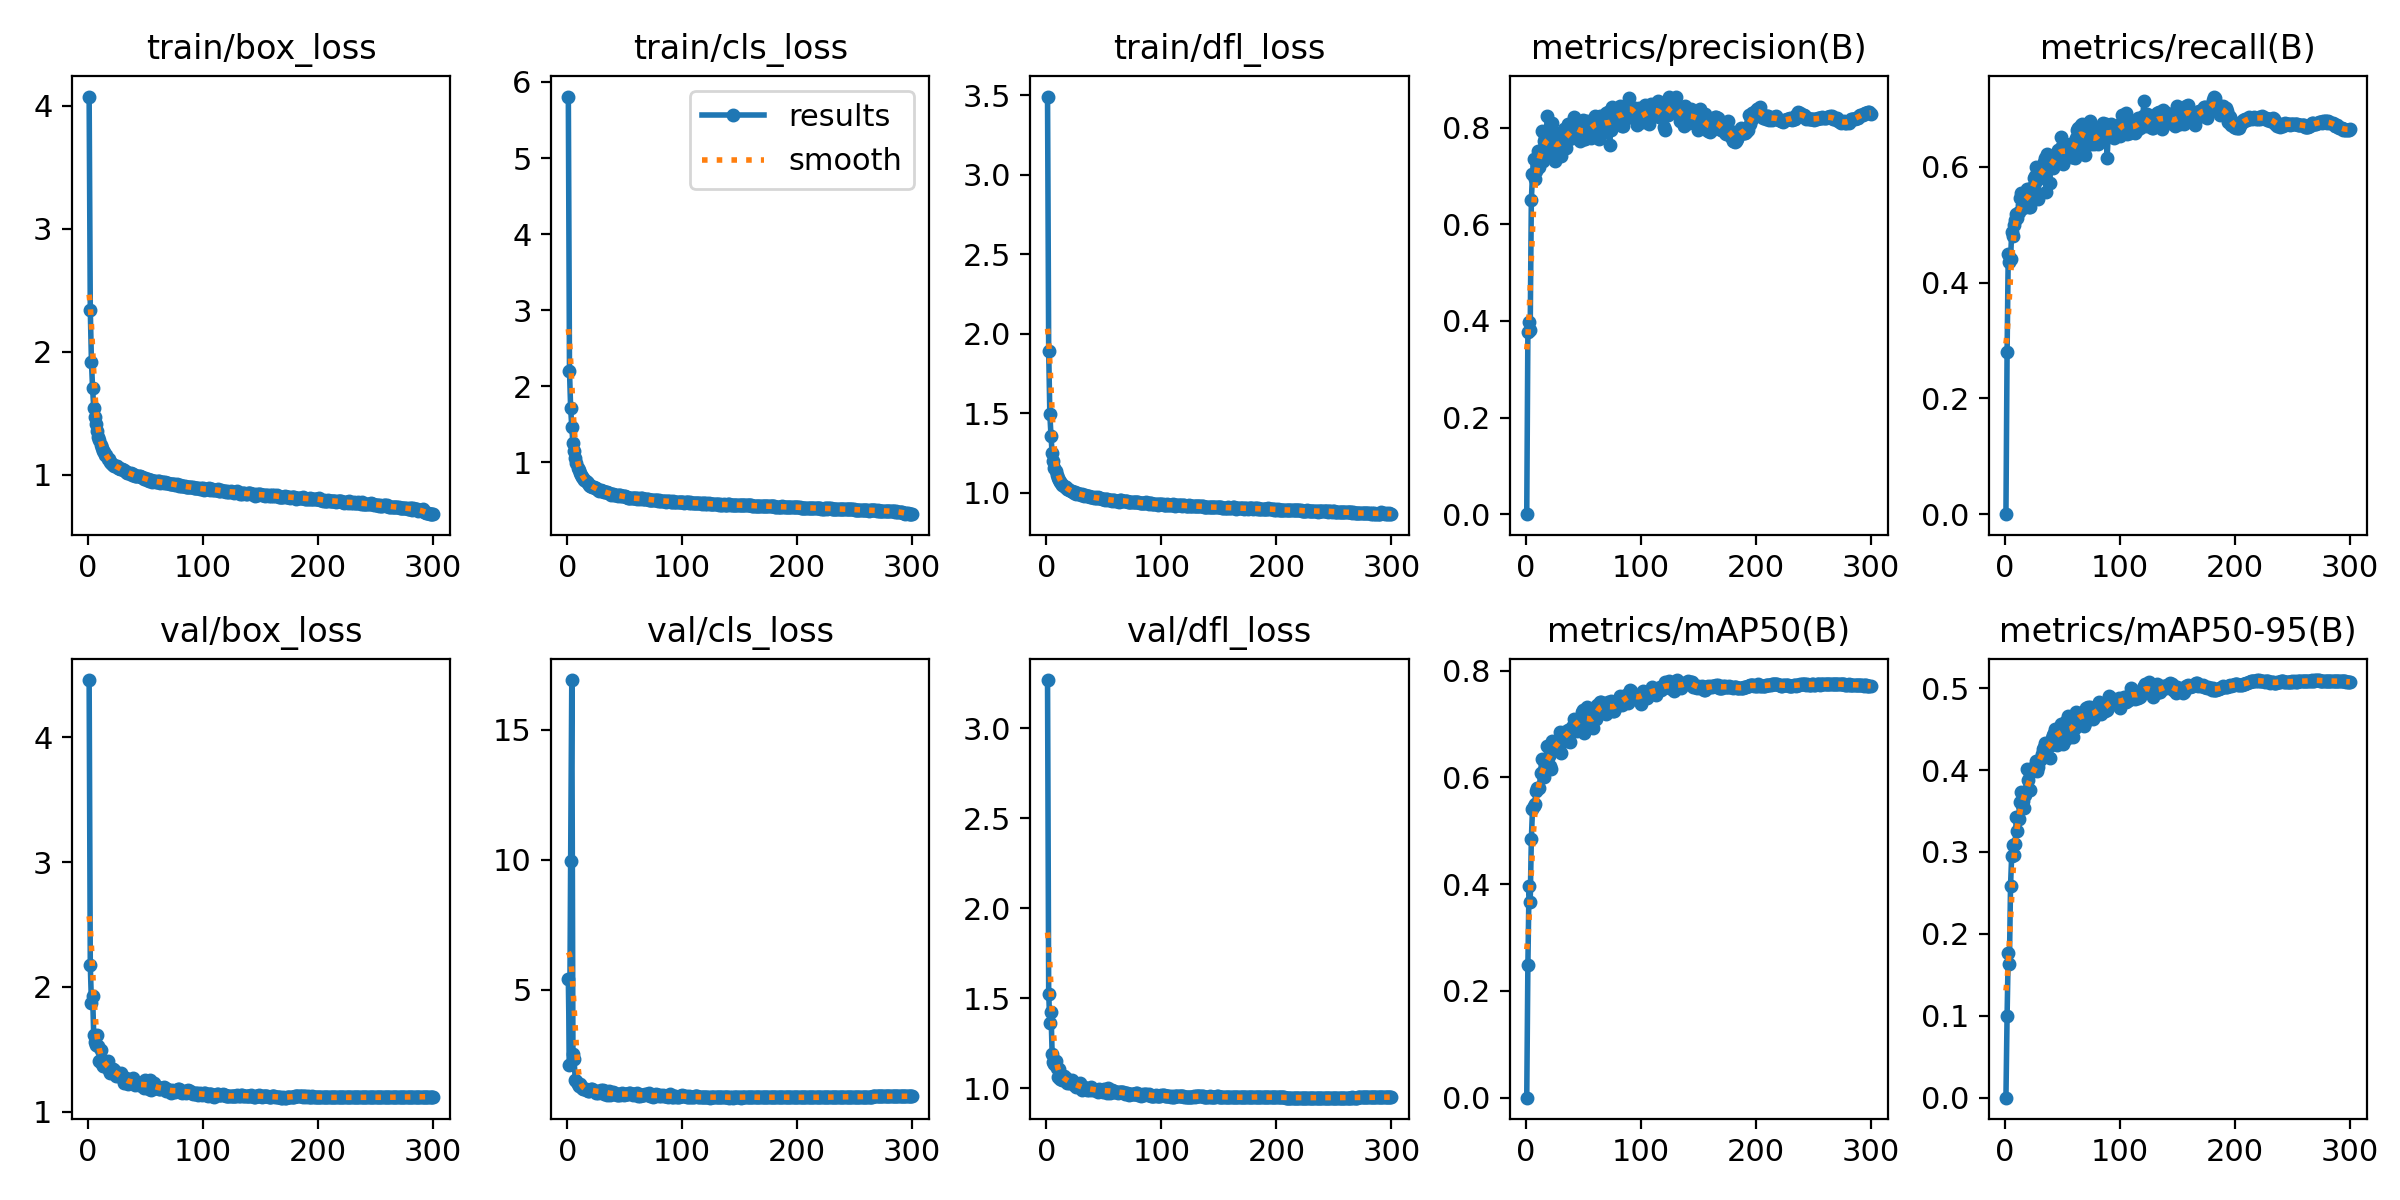 train/box_loss
train/cls_loss
train/dfl_loss
metrics/precision(B)
metrics/recall(B)
4
3
2
1
0 100 200 300
6
5
4
3
2
1
results
smooth
0 100 200 300
3.5
3.0
2.5
2.0
1.5
1.0
0 100 200 300
0.8
0.6
0.4
0.2
0.0
0 100 200 300
0.6
0.4
0.2
0.0
0 100 200 300
val/box_loss
val/cls_loss
val/dfl_loss
metrics/mAP50(B)
metrics/mAP50-95(B)
4
3
2
1
0 100 200 300
15
10
5
0 100 200 300
3.0
2.5
2.0
1.5
1.0
0 100 200 300
0.8
0.6
0.4
0.2
0.0
0 100 200 300
0.5
0.4
0.3
0.2
0.1
0.0
0 100 200 300